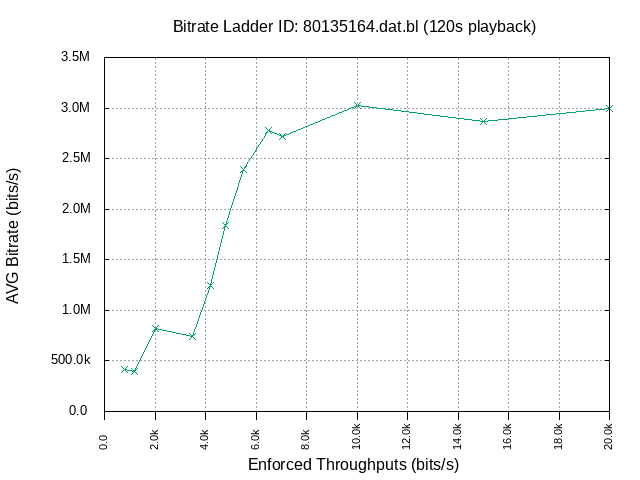 Bitrate Ladder ID: 80135164.dat.bl (120s playback)
3.5M
3.0M
2.5M
2.0M
1.5M
1.0M
500.0k
0.0
AVG Bitrate (bits/s)
0.0 2.0k 4.0k 6.0k 8.0k 10.0k 12.0k 14.0k 16.0k 18.0k 20.0k
Enforced Throughputs (bits/s)